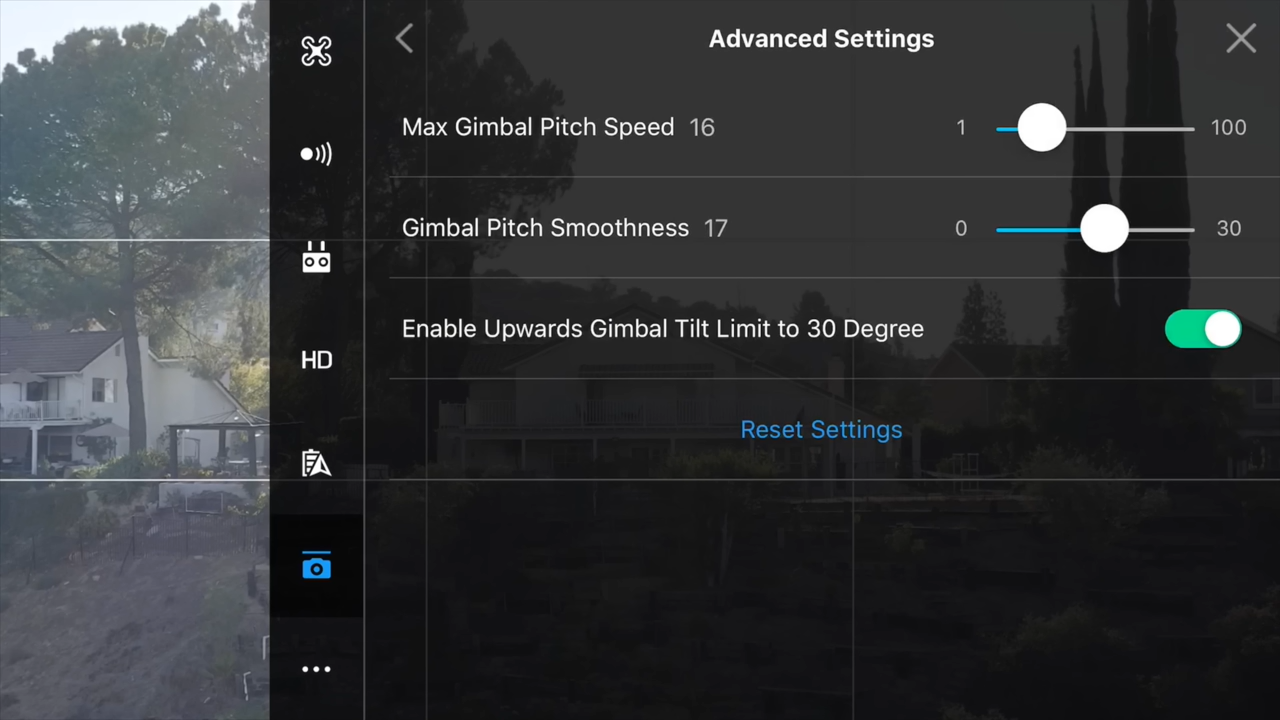 Advanced Settings
Max Gimbal Pitch Speed 16 1 100
Gimbal Pitch Smoothness 17 0 30
Enable Upwards Gimbal Tilt Limit to 30 Degree
HD
Reset Settings